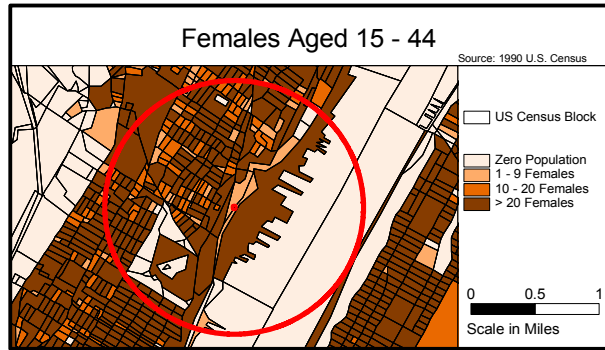 Females Aged 15 - 44
Source: 1990 U.S. Census
US Census Block
Zero Population
1 - 9 Females
10 - 20 Females
> 20 Females
0 0.5 1
Scale in Miles